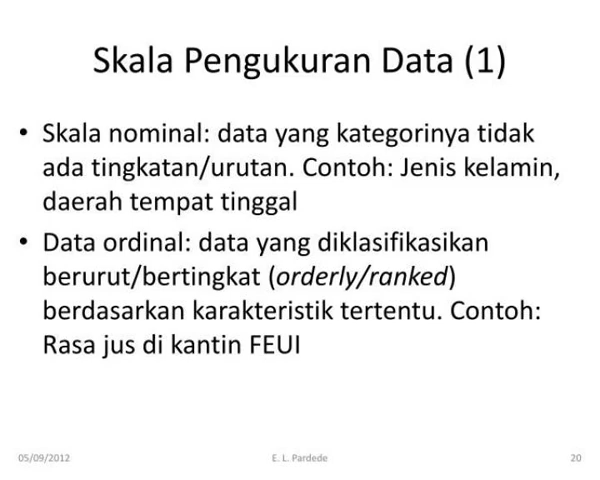 Skala Pengukuran Data (1)
• Skala nominal: data yang kategorinya tidak
ada tingkatan/urutan. Contoh: Jenis kelamin,
daerah tempat tinggal
• Data ordinal: data yang diklasifikasikan
berurut/bertingkat (orderly/ranked)
berdasarkan karakteristik tertentu. Contoh:
Rasa jus di kantin FEUI
05/09/2012
E. L. Pardede
20